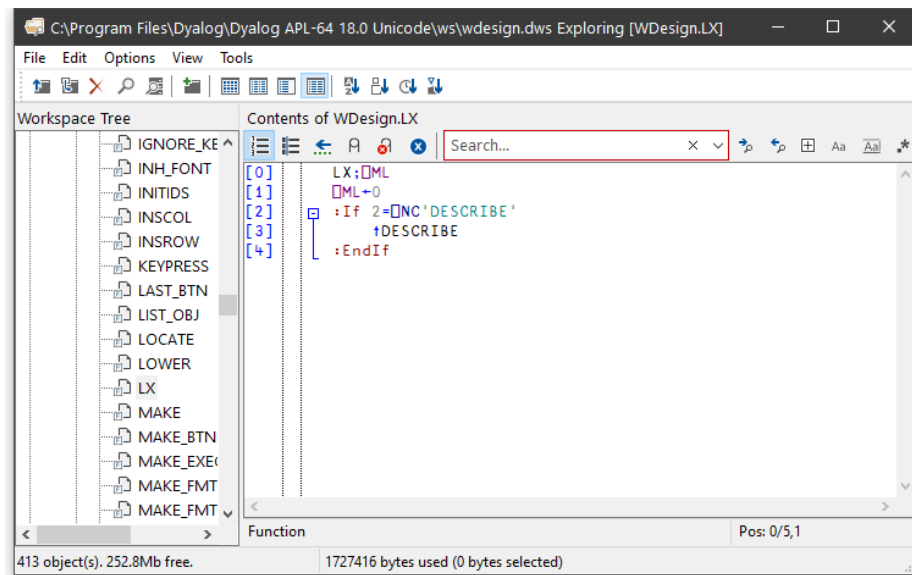 C:\Program Files\Dyalog\Dyalog APL-64 18.0 Unicode\ws\wdesign.dws Exploring [WDesign.LX]
File Edit Options View Tools
Workspace Tree
Contents of WDesign.LX
Search...
Aa Aa .*
IGNORE_KE
INH_FONT
INITIDS
INSCOL
INSROW
KEYPRESS
LAST_BTN
LIST_OBJ
LOCATE
LOWER
LX
MAKE
MAKE_BTN
MAKE_EXE
MAKE_FMT
MAKE_FMT
[0] LX;⎕ML
[1] ⎕ML←0
[2] :If 2=⎕NC'DESCRIBE'
[3] ↑DESCRIBE
[4] :EndIf
Function
Pos: 0/5,1
413 object(s). 252.8Mb free.
1727416 bytes used (0 bytes selected)